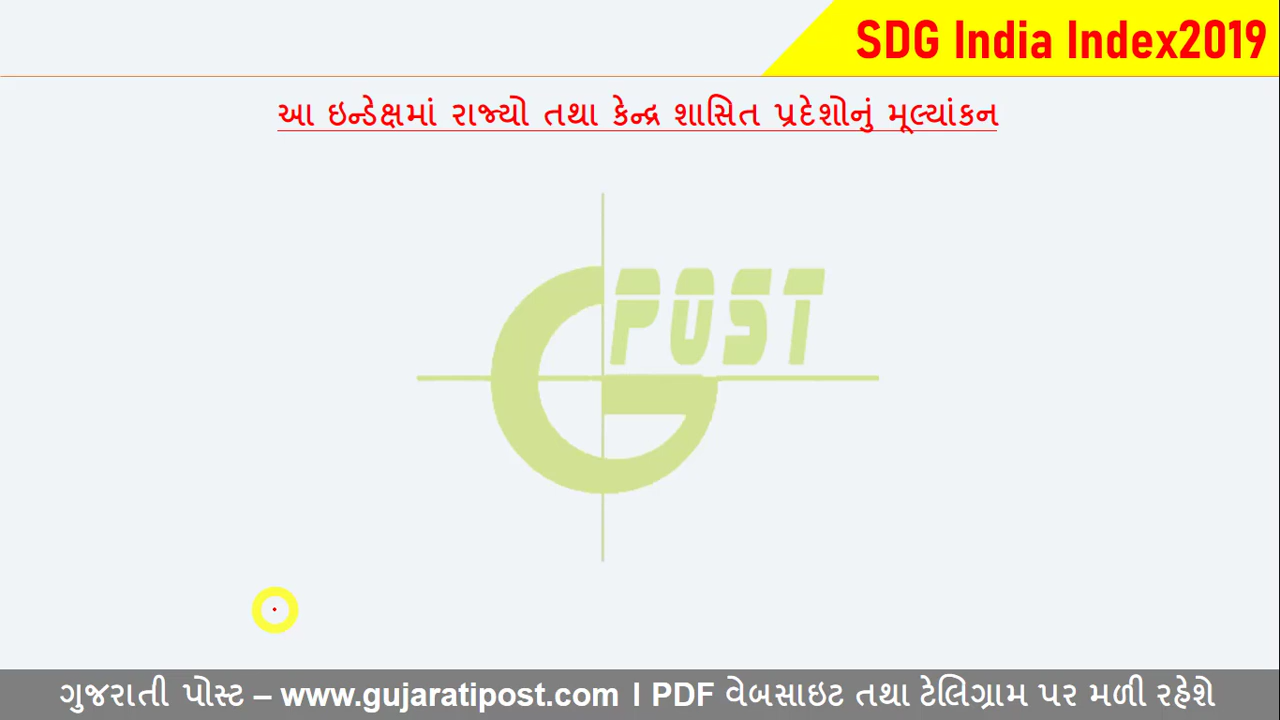 SDG India Index2019
આ ઇન્ડેક્ષમાં રાજ્યો તથા કેન્દ્ર શાસિત પ્રદેશોનું મૂલ્યાંકન
POST
ગુજરાતી પોસ્ટ – www.gujaratipost.com I PDF વેબસાઇટ તથા ટેલિગ્રામ પર મળી રહેશે